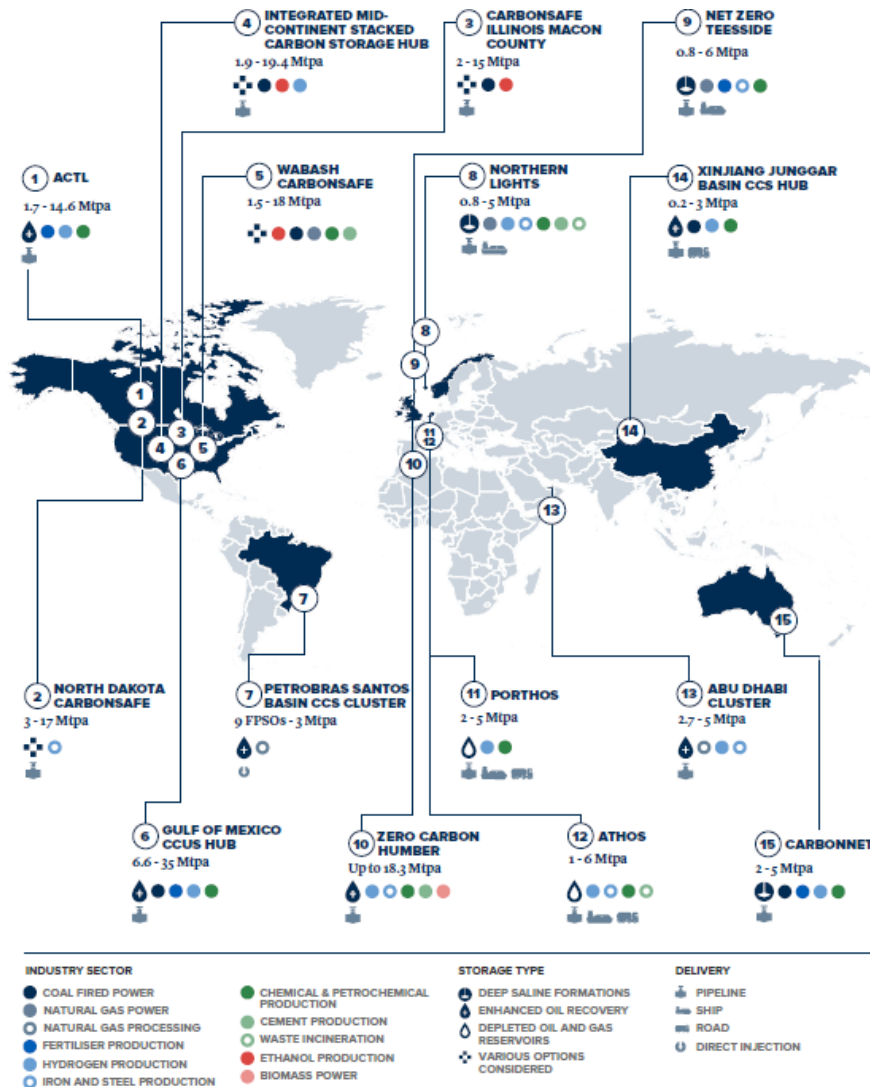 4 INTEGRATED MID-
CONTINENT STACKED
CARBON STORAGE HUB
1.9 - 19.4 Mtpa
3 CARBONSAFE
ILLINOIS MACON
COUNTY
2 - 15 Mtpa
9 NET ZERO
TEESSIDE
0.8 - 6 Mtpa
1 ACTL
1.7 - 14.6 Mtpa
5 WABASH
CARBONSAFE
1.5 - 18 Mtpa
8 NORTHERN
LIGHTS
0.8 - 5 Mtpa
14 XINJIANG JUNGGAR
BASIN CCS HUB
0.2 - 3 Mtpa
8
9
1
2
3
4
5
6
11
12
10
14
13
7
15
2 NORTH DAKOTA
CARBONSAFE
3 - 17 Mtpa
7 PETROBRAS SANTOS
BASIN CCS CLUSTER
9 FPSOs - 3 Mtpa
11 PORTHOS
2 - 5 Mtpa
13 ABU DHABI
CLUSTER
2.7 - 5 Mtpa
6 GULF OF MEXICO
CCUS HUB
6.6 - 35 Mtpa
10 ZERO CARBON
HUMBER
Up to 18.3 Mtpa
12 ATHOS
1 - 6 Mtpa
15 CARBONNET
2 - 5 Mtpa
INDUSTRY SECTOR
COAL FIRED POWER
NATURAL GAS POWER
NATURAL GAS PROCESSING
FERTILISER PRODUCTION
HYDROGEN PRODUCTION
IRON AND STEEL PRODUCTION
CHEMICAL & PETROCHEMICAL
PRODUCTION
CEMENT PRODUCTION
WASTE INCINERATION
ETHANOL PRODUCTION
BIOMASS POWER
STORAGE TYPE
DEEP SALINE FORMATIONS
ENHANCED OIL RECOVERY
DEPLETED OIL AND GAS
RESERVOIRS
VARIOUS OPTIONS
CONSIDERED
DELIVERY
PIPELINE
SHIP
ROAD
DIRECT INJECTION